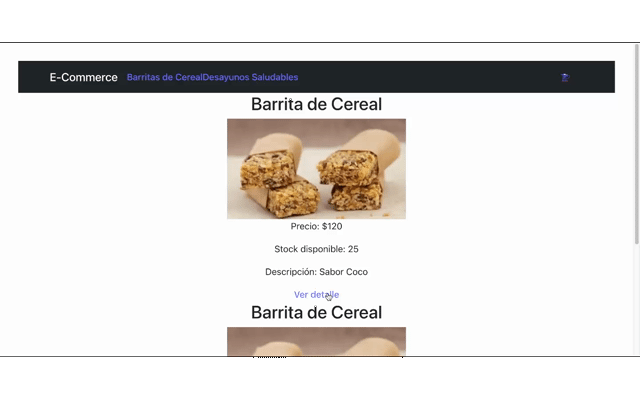 E-Commerce Barritas de CerealDesayunos Saludables
Barrita de Cereal
Precio: $120
Stock disponible: 25
Descripción: Sabor Coco
Ver detalle
Barrita de Cereal